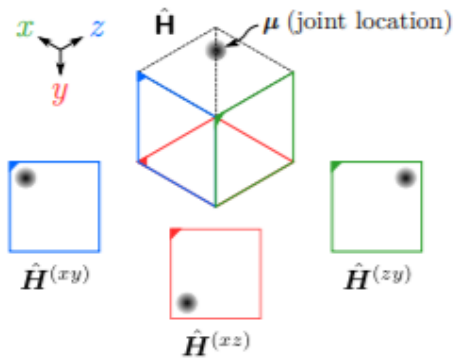 x z
y
Ĥ
μ (joint location)
Ĥ(xy)
Ĥ(xz)
Ĥ(zy)